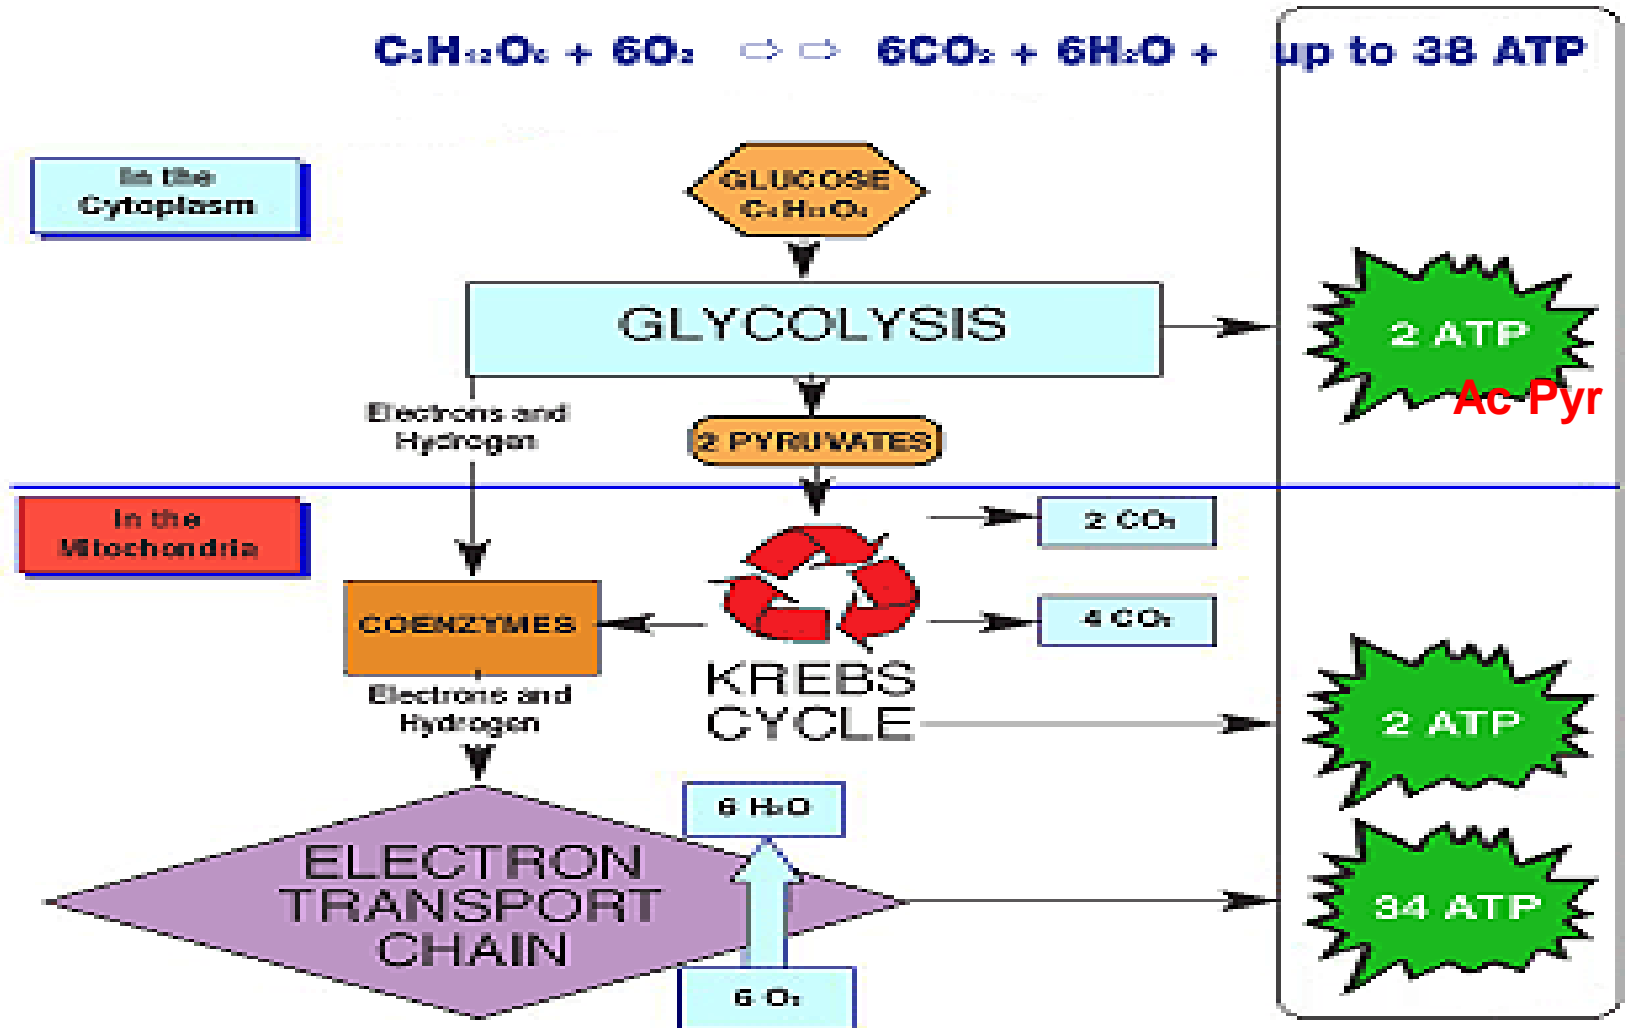 C₆H₁₂O₆ + 6O₂ ⇨ ⇨ 6CO₂ + 6H₂O + up to 38 ATP
In the
Cytoplasm
GLUCOSE
C₆H₁₂O₆
GLYCOLYSIS
2 ATP
Ac Pyr
Electrons and
Hydrogen
2 PYRUVATES
In the
Mitochondria
2 CO₂
COENZYMES
4 CO₂
KREBS
CYCLE
Electrons and
Hydrogen
2 ATP
6 H₂O
ELECTRON
TRANSPORT
CHAIN
34 ATP
6 O₂